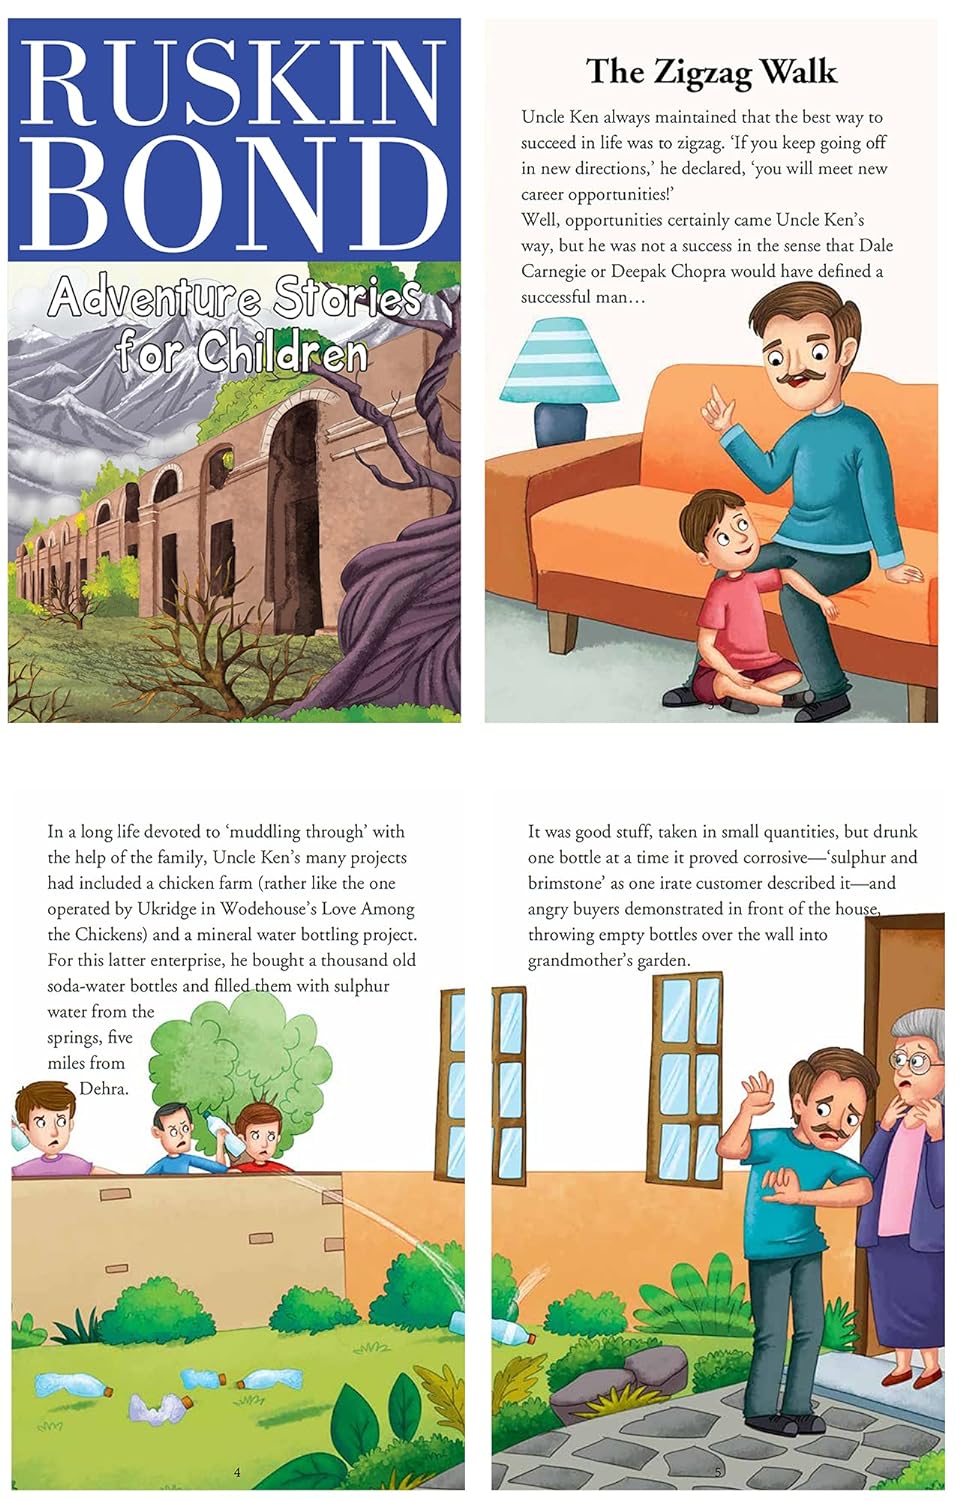 RUSKIN
BOND
Adventure Stories
for Children
The Zigzag Walk
Uncle Ken always maintained that the best way to
succeed in life was to zigzag. ‘If you keep going off
in new directions,’ he declared, ‘you will meet new
career opportunities!’
Well, opportunities certainly came Uncle Ken’s
way, but he was not a success in the sense that Dale
Carnegie or Deepak Chopra would have defined a
successful man…
In a long life devoted to ‘muddling through’ with
the help of the family, Uncle Ken’s many projects
had included a chicken farm (rather like the one
operated by Ukridge in Wodehouse’s Love Among
the Chickens) and a mineral water bottling project.
For this latter enterprise, he bought a thousand old
soda-water bottles and filled them with sulphur
water from the
springs, five
miles from
Dehra.
4
It was good stuff, taken in small quantities, but drunk
one bottle at a time it proved corrosive—‘sulphur and
brimstone’ as one irate customer described it—and
angry buyers demonstrated in front of the house,
throwing empty bottles over the wall into
grandmother’s garden.
5